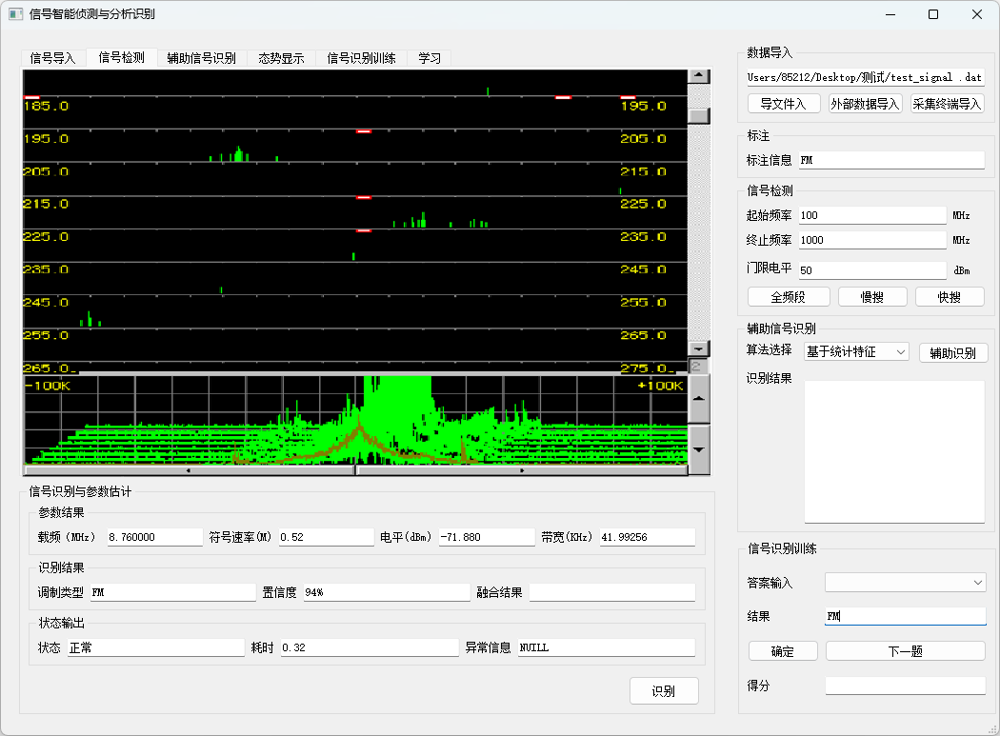 信号智能侦测与分析识别
信号导入 信号检测 辅助信号识别 态势显示 信号识别训练 学习
185.0 195.0
195.0 205.0
205.0 215.0
215.0 225.0
225.0 235.0
235.0 245.0
245.0 255.0
255.0 265.0
265.0 275.0
2
-100K +100K
信号识别与参数估计
参数结果
载频（MHz） 8.760000 符号速率(M) 0.52 电平(dBm) -71.880 带宽(KHz) 41.99256
识别结果
调制类型 FM 置信度 94% 融合结果
状态输出
状态 正常 耗时 0.32 异常信息 NUILL
识别
数据导入
Users/85212/Desktop/测试/test_signal .dat
导文件入 外部数据导入 采集终端导入
标注
标注信息 FM
信号检测
起始频率 100 MHz
终止频率 1000 MHz
门限电平 50 dBm
全频段 慢搜 快搜
辅助信号识别
算法选择 基于统计特征 辅助识别
识别结果
信号识别训练
答案输入
结果 FM
确定 下一题
得分